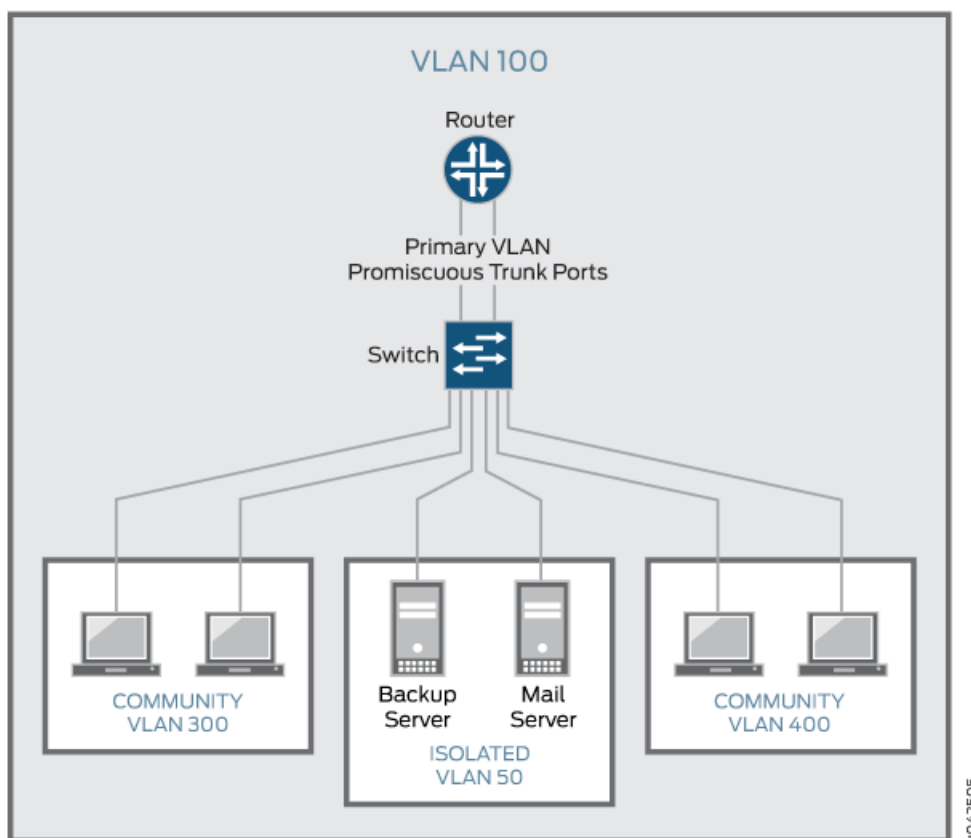 VLAN 100
Router
Primary VLAN
Promiscuous Trunk Ports
Switch
COMMUNITY
VLAN 300
Backup
Server
Mail
Server
ISOLATED
VLAN 50
COMMUNITY
VLAN 400